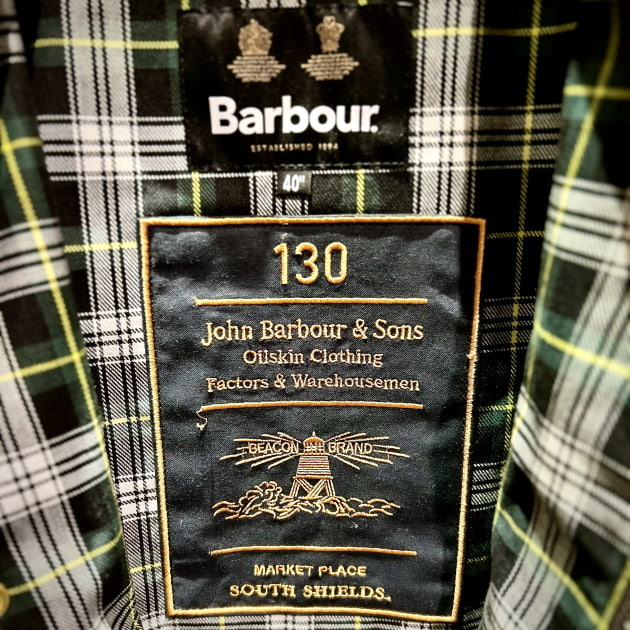 Barbour.
ESTABLISHED 1894
40"
130
John Barbour & Sons
Oilskin Clothing
Factors & Warehousemen
BEACON BRAND
MARKET PLACE
SOUTH SHIELDS.